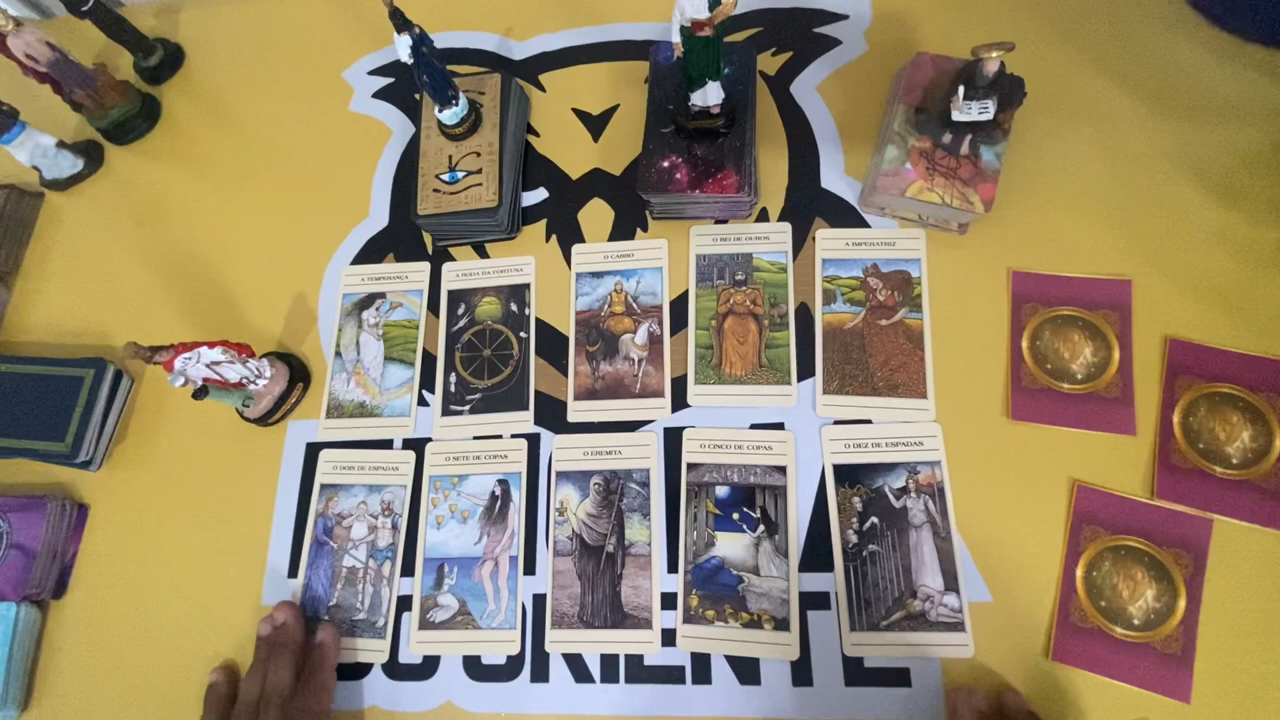 A TEMPERANÇA
A RODA DA FORTUNA
O CARRO
O REI DE OUROS
A IMPERATRIZ
O DOIS DE ESPADAS
O SETE DE COPAS
O EREMITA
O CINCO DE COPAS
O DEZ DE ESPADAS
ORIENTE